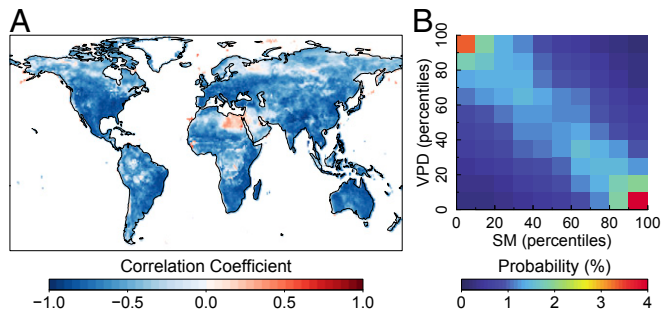 A
Correlation Coefficient
−1.0 −0.5 0.0 0.5 1.0
B
VPD (percentiles)
100
80
60
40
20
0
0 20 40 60 80 100
SM (percentiles)
Probability (%)
0 1 2 3 4